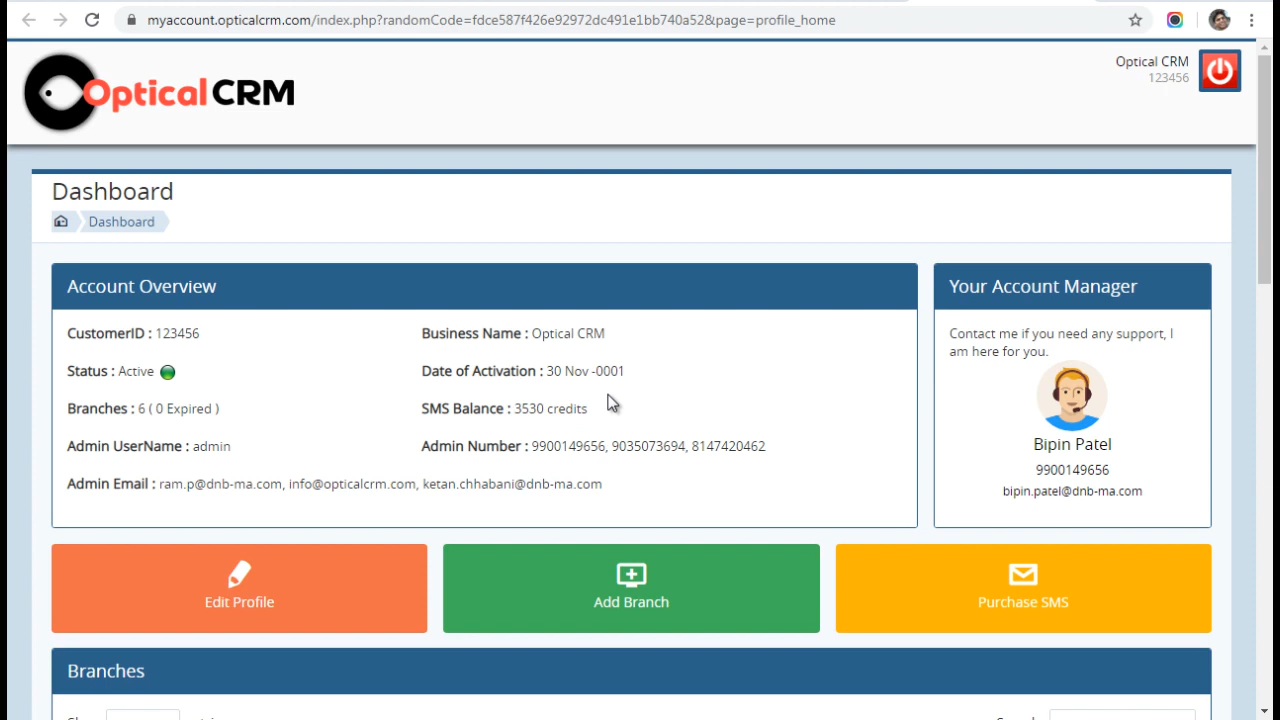 myaccount.opticalcrm.com/index.php?randomCode=fdce587f426e92972dc491e1bb740a52&page=profile_home
Optical CRM
Optical CRM
123456
Dashboard
Dashboard
Account Overview
Your Account Manager
CustomerID : 123456
Business Name : Optical CRM
Status : Active
Date of Activation : 30 Nov -0001
Branches : 6 ( 0 Expired )
SMS Balance : 3530 credits
Admin UserName : admin
Admin Number : 9900149656, 9035073694, 8147420462
Admin Email : ram.p@dnb-ma.com, info@opticalcrm.com, ketan.chhabani@dnb-ma.com
Contact me if you need any support, I
am here for you.
Bipin Patel
9900149656
bipin.patel@dnb-ma.com
Edit Profile
Add Branch
Purchase SMS
Branches